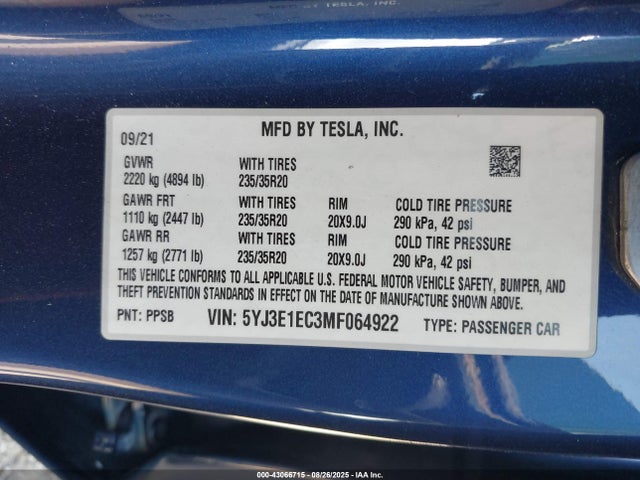 MFD BY TESLA, INC.
09/21
GVWR WITH TIRES
2220 kg (4894 lb) 235/35R20
GAWR FRT WITH TIRES RIM COLD TIRE PRESSURE
1110 kg (2447 lb) 235/35R20 20X9.0J 290 kPa, 42 psi
GAWR RR WITH TIRES RIM COLD TIRE PRESSURE
1257 kg (2771 lb) 235/35R20 20X9.0J 290 kPa, 42 psi
THIS VEHICLE CONFORMS TO ALL APPLICABLE U.S. FEDERAL MOTOR VEHICLE SAFETY, BUMPER, AND
THEFT PREVENTION STANDARDS IN EFFECT ON THE DATE OF MANUFACTURE SHOWN ABOVE.
PNT: PPSB VIN: 5YJ3E1EC3MF064922 TYPE: PASSENGER CAR
000-43066715 - 08/26/2025 - IAA Inc.